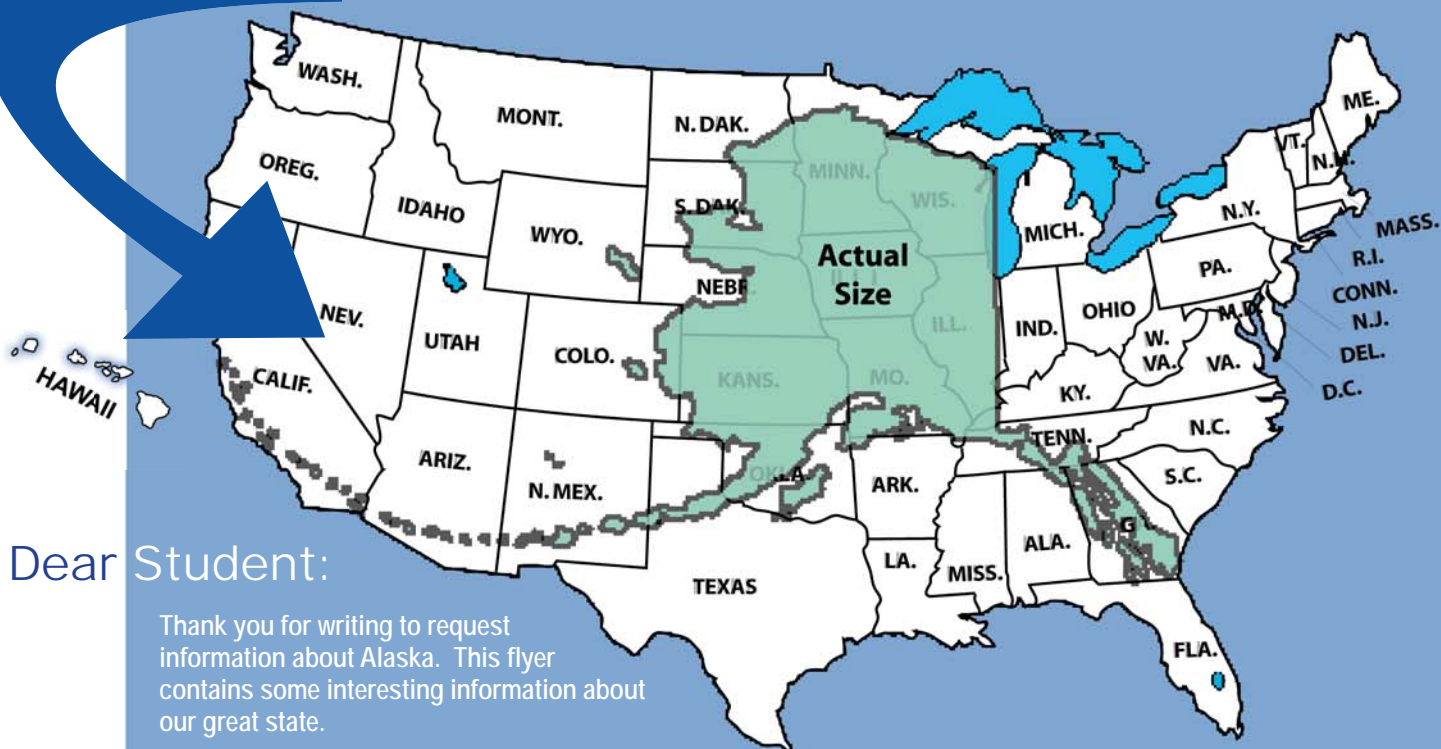 WASH.
MONT.
N. DAK.
ME.
VT.
N.H.
OREG.
MINN.
IDAHO
S. DAK.
WIS.
N.Y.
MASS.
WYO.
MICH.
R.I.
PA.
CONN.
Actual
Size
NEBR.
OHIO
M.D.
N.J.
NEV.
ILL.
IND.
UTAH
COLO.
W.
VA.
VA.
DEL.
HAWAII
CALIF.
KANS.
MO.
KY.
D.C.
N.C.
TENN.
ARIZ.
N. MEX.
OKLA.
ARK.
S.C.
G
ALA.
LA.
MISS.
TEXAS
FLA.
Dear Student:
Thank you for writing to request
information about Alaska. This flyer
contains some interesting information about
our great state.